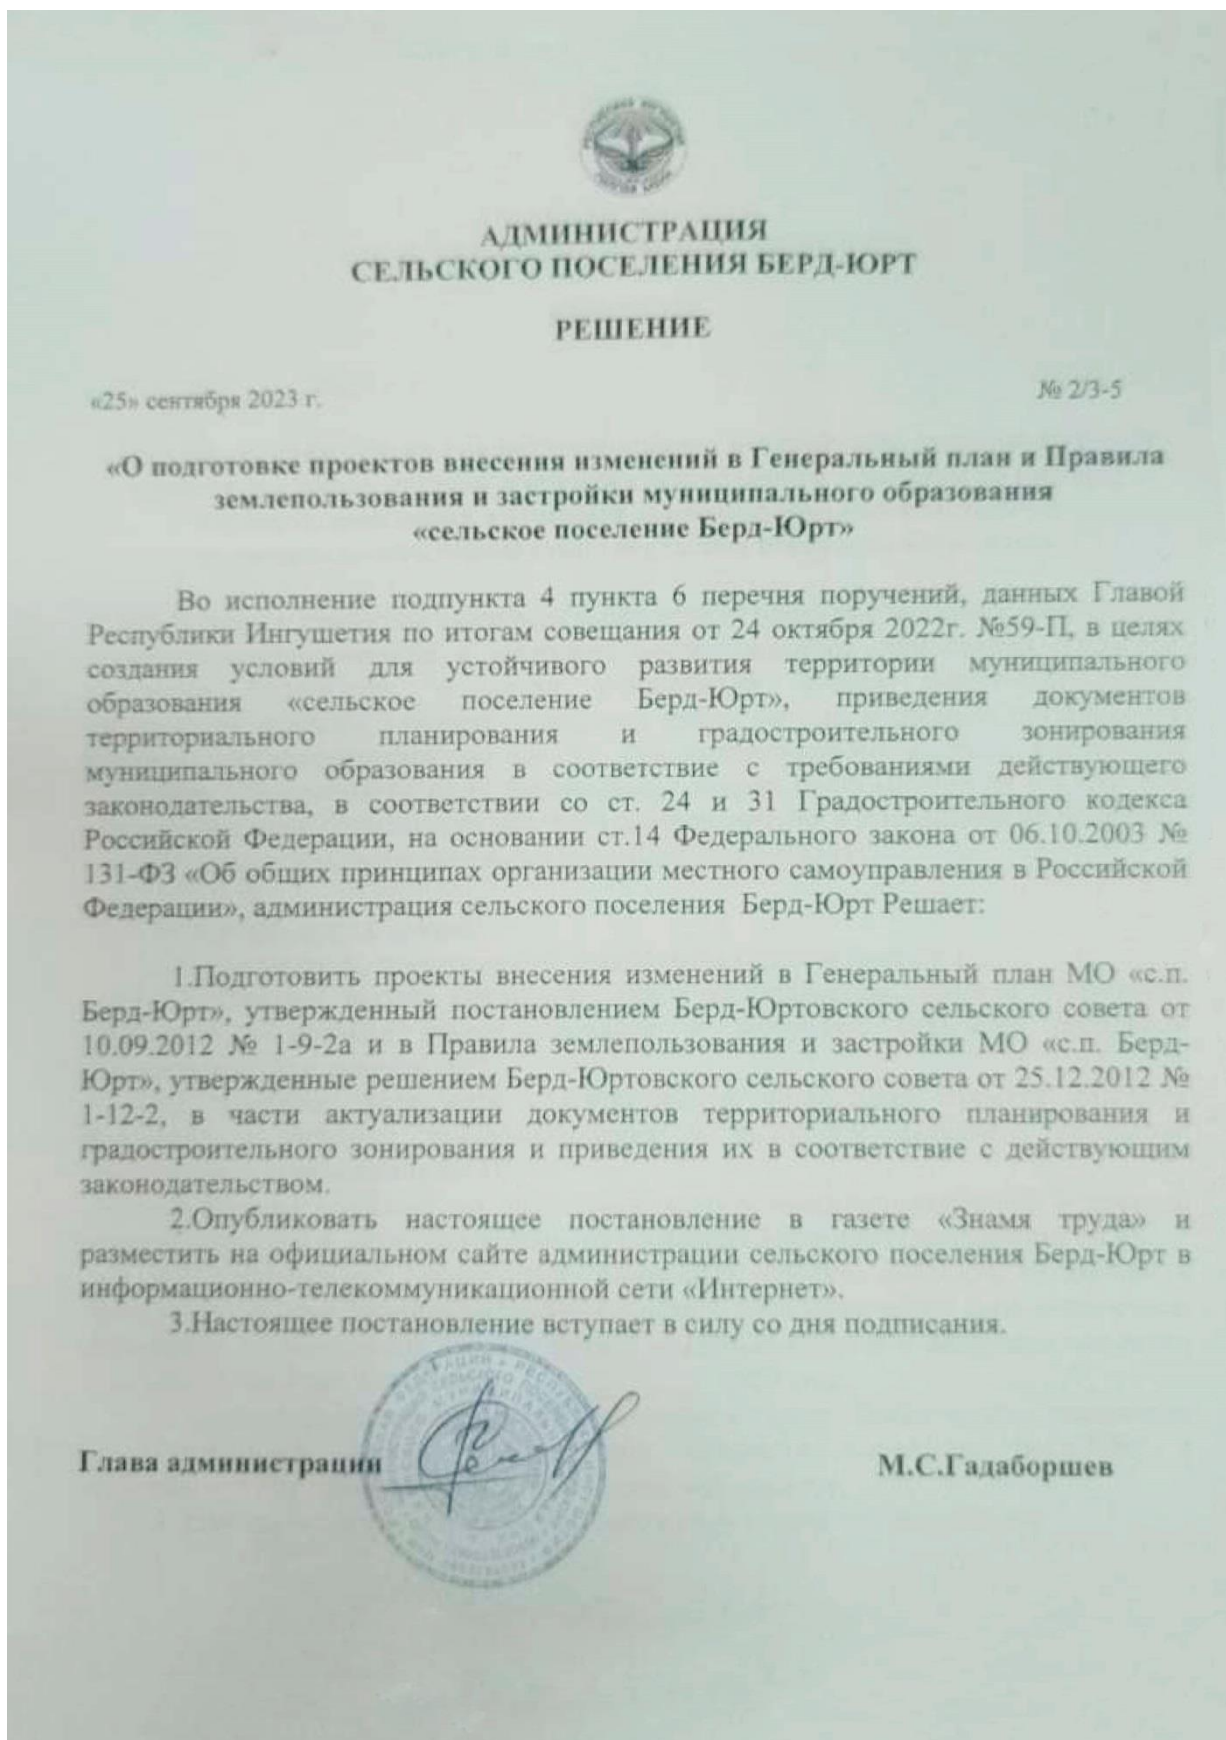 АДМИНИСТРАЦИЯ
СЕЛЬСКОГО ПОСЕЛЕНИЯ БЕРД-ЮРТ
РЕШЕНИЕ
«25» сентября 2023 г. № 2/3-5
«О подготовке проектов внесения изменений в Генеральный план и Правила
землепользования и застройки муниципального образования
«сельское поселение Берд-Юрт»
Во исполнение подпункта 4 пункта 6 перечня поручений, данных Главой
Республики Ингушетия по итогам совещания от 24 октября 2022г. №59-П, в целях
создания условий для устойчивого развития территории муниципального
образования «сельское поселение Берд-Юрт», приведения документов
территориального планирования и градостроительного зонирования
муниципального образования в соответствие с требованиями действующего
законодательства, в соответствии со ст. 24 и 31 Градостроительного кодекса
Российской Федерации, на основании ст.14 Федерального закона от 06.10.2003 №
131-ФЗ «Об общих принципах организации местного самоуправления в Российской
Федерации», администрация сельского поселения Берд-Юрт Решает:
1.Подготовить проекты внесения изменений в Генеральный план МО «с.п.
Берд-Юрт», утвержденный постановлением Берд-Юртовского сельского совета от
10.09.2012 № 1-9-2а и в Правила землепользования и застройки МО «с.п. Берд-
Юрт», утвержденные решением Берд-Юртовского сельского совета от 25.12.2012 №
1-12-2, в части актуализации документов территориального планирования и
градостроительного зонирования и приведения их в соответствие с действующим
законодательством.
2.Опубликовать настоящее постановление в газете «Знамя труда» и
разместить на официальном сайте администрации сельского поселения Берд-Юрт в
информационно-телекоммуникационной сети «Интернет».
3.Настоящее постановление вступает в силу со дня подписания.
Глава администрации М.С.Гадаборшев